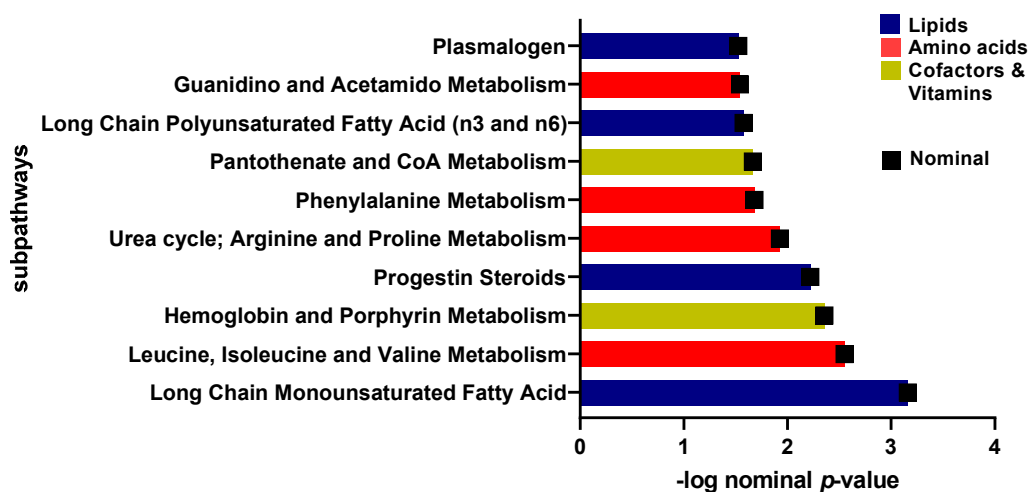 Plasmalogen
Guanidino and Acetamido Metabolism
Long Chain Polyunsaturated Fatty Acid (n3 and n6)
Pantothenate and CoA Metabolism
Phenylalanine Metabolism
Urea cycle; Arginine and Proline Metabolism
Progestin Steroids
Hemoglobin and Porphyrin Metabolism
Leucine, Isoleucine and Valine Metabolism
Long Chain Monounsaturated Fatty Acid
subpathways
0 1 2 3 4
-log nominal p-value
Lipids
Amino acids
Cofactors &
Vitamins
Nominal